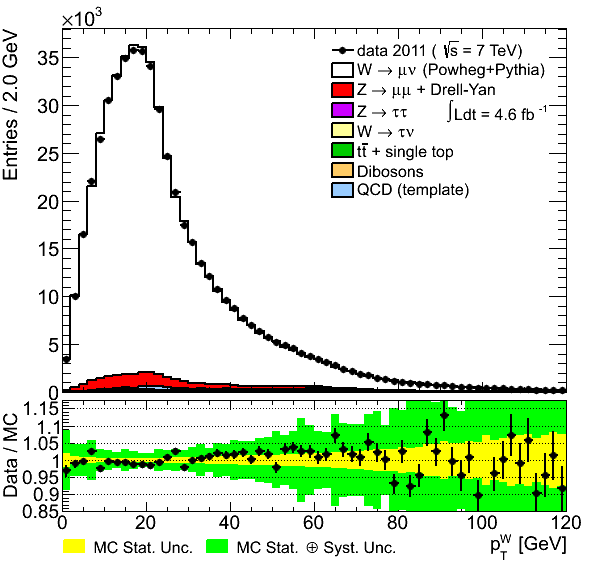 ×10³
Entries / 2.0 GeV
35
30
25
20
15
10
5
0
data 2011 ( √s = 7 TeV)
W → μν (Powheg+Pythia)
Z → μμ + Drell-Yan
Z → ττ ∫Ldt = 4.6 fb⁻¹
W → τν
tt̅ + single top
Dibosons
QCD (template)
Data / MC
1.15
1.1
1.05
1
0.95
0.9
0.85
0 20 40 60 80 100 120
p_T^W [GeV]
MC Stat. Unc. MC Stat. ⊕ Syst. Unc.